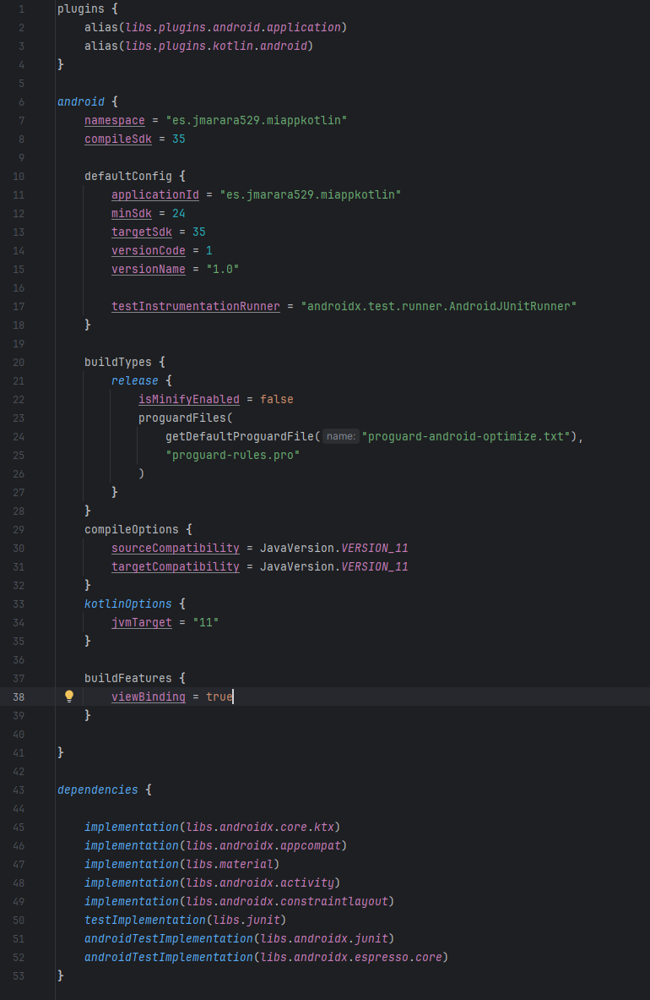 1 plugins {
2 alias(libs.plugins.android.application)
3 alias(libs.plugins.kotlin.android)
4 }
5
6 android {
7 namespace = "es.jmarara529.miappkotlin"
8 compileSdk = 35
9
10 defaultConfig {
11 applicationId = "es.jmarara529.miappkotlin"
12 minSdk = 24
13 targetSdk = 35
14 versionCode = 1
15 versionName = "1.0"
16
17 testInstrumentationRunner = "androidx.test.runner.AndroidJUnitRunner"
18 }
19
20 buildTypes {
21 release {
22 isMinifyEnabled = false
23 proguardFiles(
24 getDefaultProguardFile( name: "proguard-android-optimize.txt"),
25 "proguard-rules.pro"
26 )
27 }
28 }
29 compileOptions {
30 sourceCompatibility = JavaVersion.VERSION_11
31 targetCompatibility = JavaVersion.VERSION_11
32 }
33 kotlinOptions {
34 jvmTarget = "11"
35 }
36
37 buildFeatures {
38 viewBinding = true
39 }
40
41 }
42
43 dependencies {
44
45 implementation(libs.androidx.core.ktx)
46 implementation(libs.androidx.appcompat)
47 implementation(libs.material)
48 implementation(libs.androidx.activity)
49 implementation(libs.androidx.constraintlayout)
50 testImplementation(libs.junit)
51 androidTestImplementation(libs.androidx.junit)
52 androidTestImplementation(libs.androidx.espresso.core)
53 }